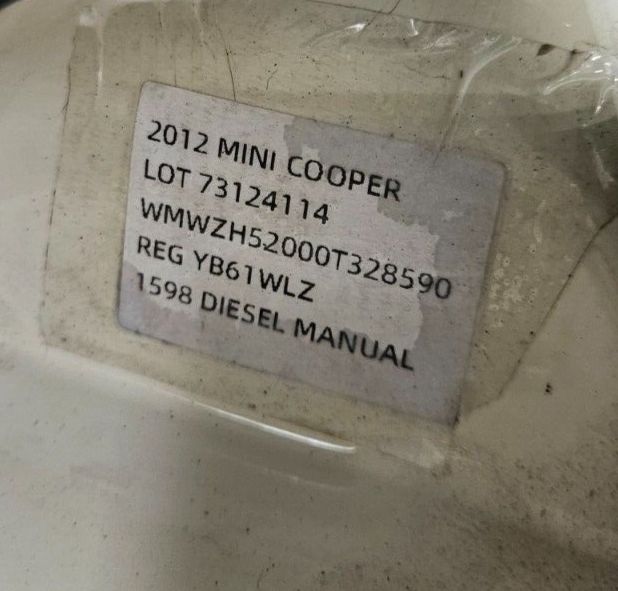 2012 MINI COOPER
LOT 73124114
WMWZH52000T328590
REG YB61WLZ
1598 DIESEL MANUAL